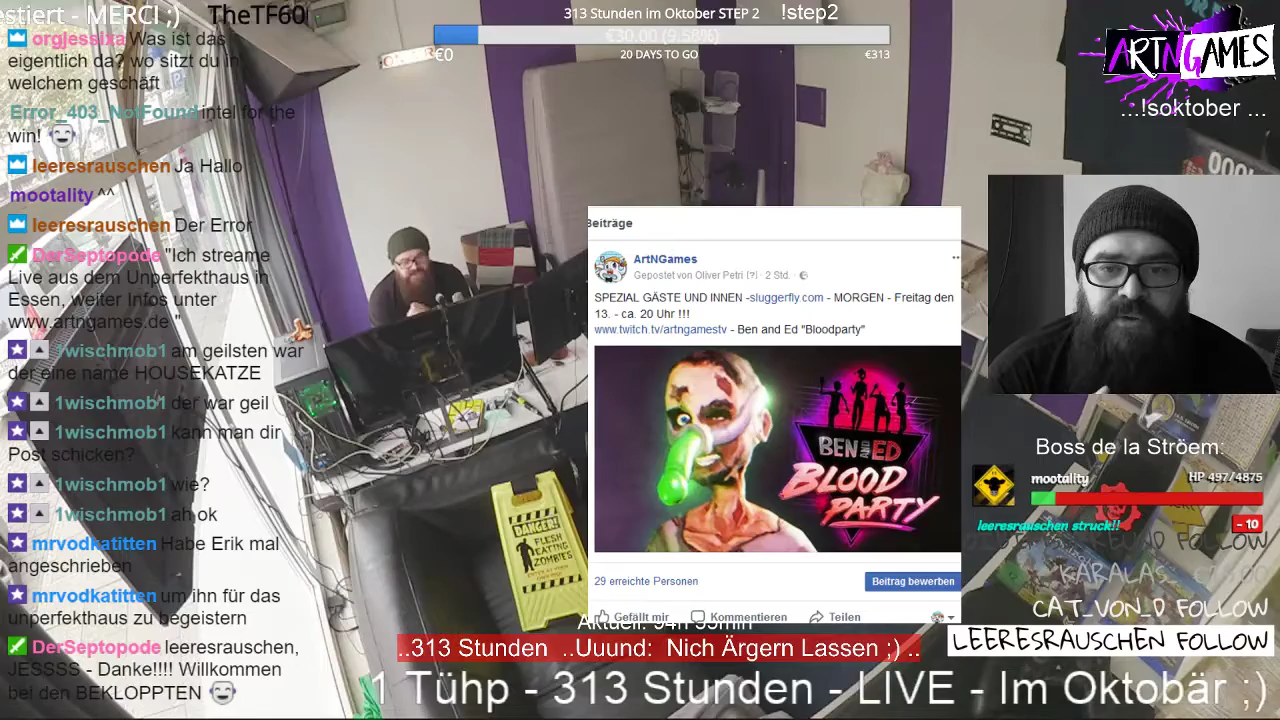 estiert - MERCI ;)
TheTF60
313 Stunden im Oktober STEP 2
!step2
€30.00 (9.58%)
€0
20 DAYS TO GO
€313
ARTNGAMES
...!soktober ...
orgjessixa Was ist das
eigentlich da? wo sitzt du in
welchem geschäft
Error_403_NotFound intel for the
win!
leeresrauschen Ja Hallo
mootality ^^
leeresrauschen Der Error
DerSeptopode "Ich streame
Live aus dem Unperfekthaus in
Essen, weiter Infos unter
www.artngames.de "
1wischmob1 am geilsten war
der eine name HOUSEKATZE
1wischmob1 der war geil
1wischmob1 kann man dir
Post schicken?
1wischmob1 wie?
1wischmob1 ah ok
mrvodkatitten Habe Erik mal
angeschrieben
mrvodkatitten um ihn für das
unperfekthaus zu begeistern
DerSeptopode leeresrauschen,
JESSSS - Danke!!!! Willkommen
bei den BEKLOPPTEN
Beiträge
ArtNGames
Gepostet von Oliver Petri [?] · 2 Std. ·
SPEZIAL GÄSTE UND INNEN -sluggerfly.com - MORGEN - Freitag den
13. - ca. 20 Uhr !!!
www.twitch.tv/artngamestv - Ben and Ed "Bloodparty"
BEN AND ED
BLOOD
PARTY
29 erreichte Personen
Beitrag bewerben
Gefällt mir
Kommentieren
Teilen
DANGER!
FLESH
EATING
ZOMBIES
000
Boss de la Ströem:
mootality
HP 497/4875
leeresrauschen struck!!
- 10
FOLLOW
KARALAS
CAT_VON_D FOLLOW
LEERESRAUSCHEN FOLLOW
..313 Stunden ..Uuund: Nich Ärgern Lassen ;) ..
1 Tühp - 313 Stunden - LIVE - Im Oktobär ;)